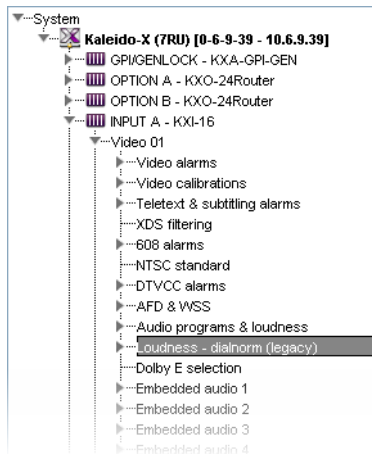 System
Kaleido-X (7RU) [0-6-9-39 - 10.6.9.39]
GPI/GENLOCK - KXA-GPI-GEN
OPTION A - KXO-24Router
OPTION B - KXO-24Router
INPUT A - KXI-16
Video 01
Video alarms
Video calibrations
Teletext & subtitling alarms
XDS filtering
608 alarms
NTSC standard
DTVCC alarms
AFD & WSS
Audio programs & loudness
Loudness - dialnorm (legacy)
Dolby E selection
Embedded audio 1
Embedded audio 2
Embedded audio 3
Embedded audio 4